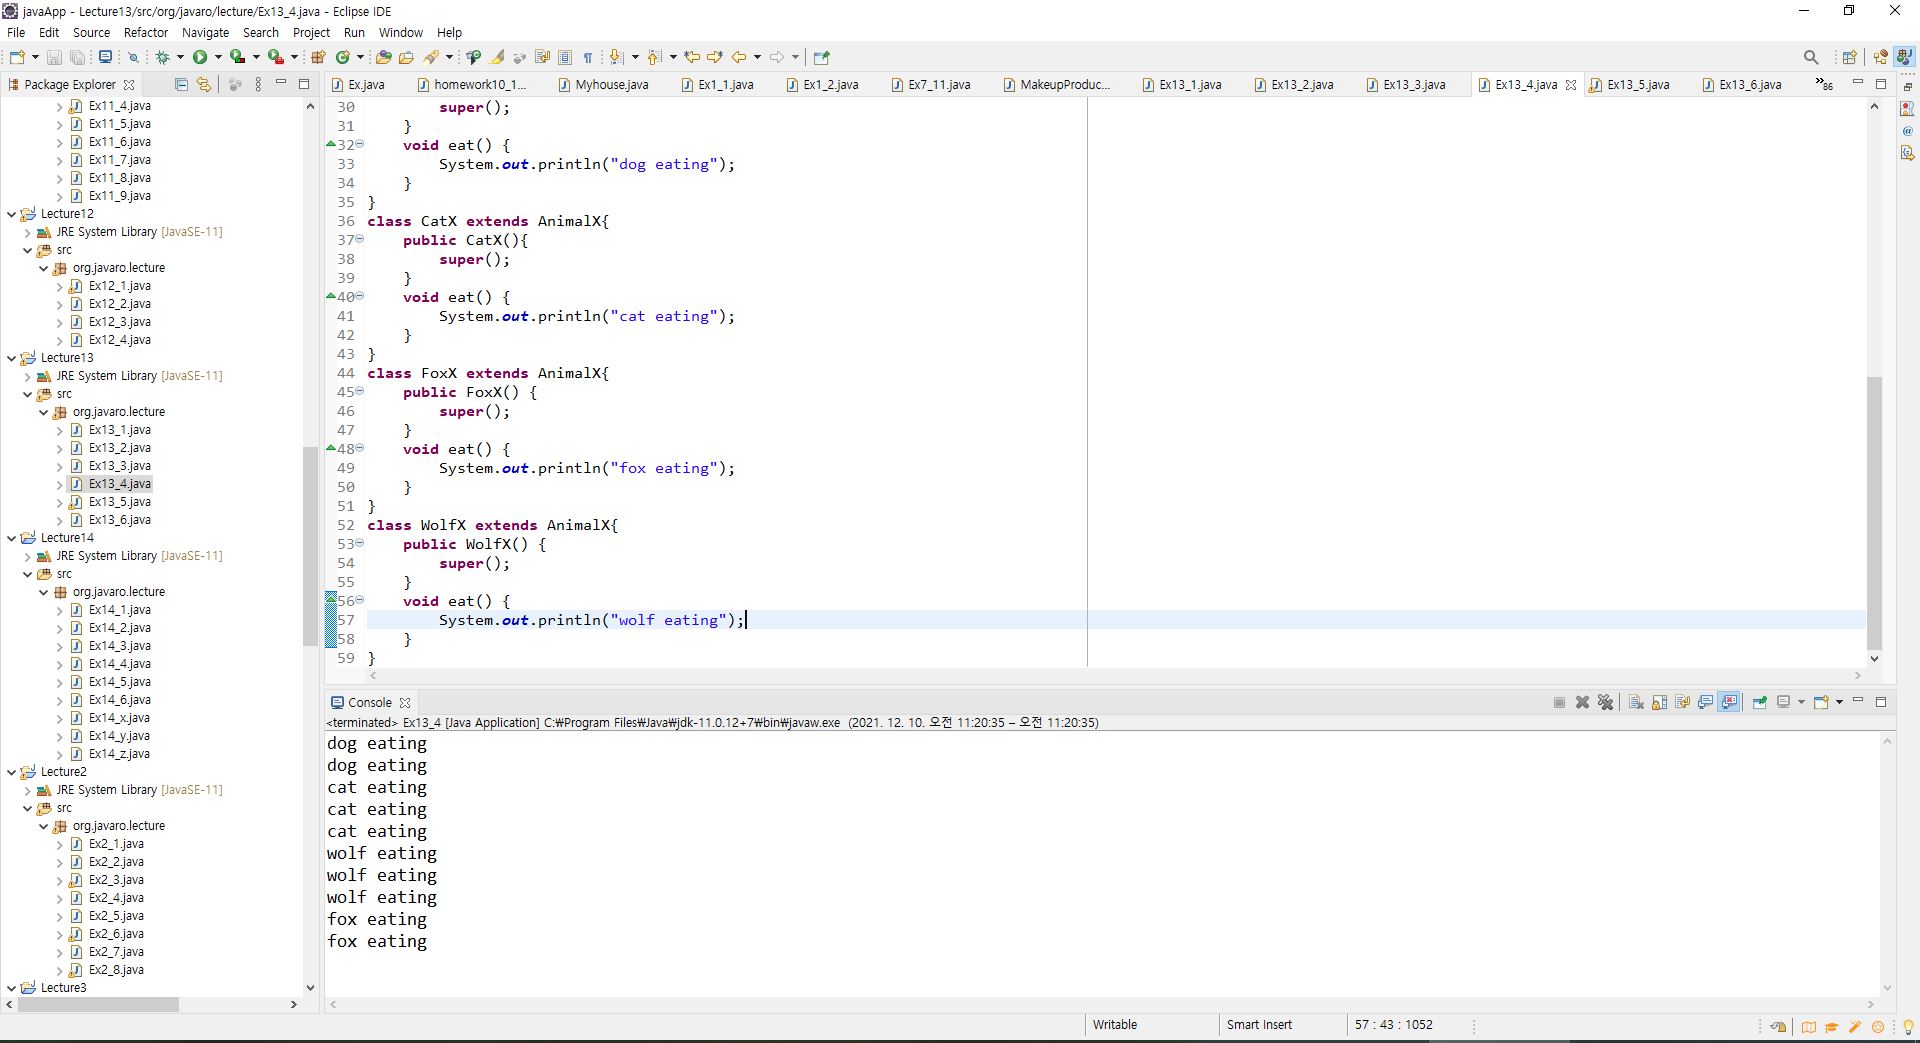 javaApp - Lecture13/src/org/javaro/lecture/Ex13_4.java - Eclipse IDE
File Edit Source Refactor Navigate Search Project Run Window Help
Package Explorer
Ex11_4.java
Ex11_5.java
Ex11_6.java
Ex11_7.java
Ex11_8.java
Ex11_9.java
Lecture12
JRE System Library [JavaSE-11]
src
org.javaro.lecture
Ex12_1.java
Ex12_2.java
Ex12_3.java
Ex12_4.java
Lecture13
JRE System Library [JavaSE-11]
src
org.javaro.lecture
Ex13_1.java
Ex13_2.java
Ex13_3.java
Ex13_4.java
Ex13_5.java
Ex13_6.java
Lecture14
JRE System Library [JavaSE-11]
src
org.javaro.lecture
Ex14_1.java
Ex14_2.java
Ex14_3.java
Ex14_4.java
Ex14_5.java
Ex14_6.java
Ex14_x.java
Ex14_y.java
Ex14_z.java
Lecture2
JRE System Library [JavaSE-11]
src
org.javaro.lecture
Ex2_1.java
Ex2_2.java
Ex2_3.java
Ex2_4.java
Ex2_5.java
Ex2_6.java
Ex2_7.java
Ex2_8.java
Lecture3
Ex.java homework10_1... Myhouse.java Ex1_1.java Ex1_2.java Ex7_11.java MakeupProduc... Ex13_1.java Ex13_2.java Ex13_3.java Ex13_4.java Ex13_5.java Ex13_6.java »86
30 super();
31 }
32 void eat() {
33 System.out.println("dog eating");
34 }
35 }
36 class CatX extends AnimalX{
37 public CatX(){
38 super();
39 }
40 void eat() {
41 System.out.println("cat eating");
42 }
43 }
44 class FoxX extends AnimalX{
45 public FoxX() {
46 super();
47 }
48 void eat() {
49 System.out.println("fox eating");
50 }
51 }
52 class WolfX extends AnimalX{
53 public WolfX() {
54 super();
55 }
56 void eat() {
57 System.out.println("wolf eating");
58 }
59 }
Console
<terminated> Ex13_4 [Java Application] C:₩Program Files₩Java₩jdk-11.0.12+7₩bin₩javaw.exe (2021. 12. 10. 오전 11:20:35 – 오전 11:20:35)
dog eating
dog eating
cat eating
cat eating
cat eating
wolf eating
wolf eating
wolf eating
fox eating
fox eating
Writable Smart Insert 57 : 43 : 1052